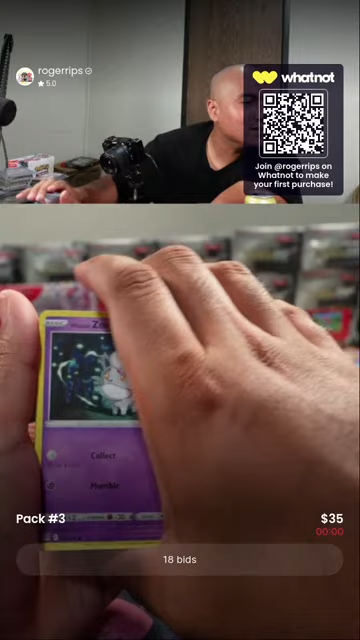 rogerrips
★ 5.0
whatnot
Join @rogerrips on
Whatnot to make
your first purchase!
Collect
Mumble
Pack #3
$35
00:00
18 bids